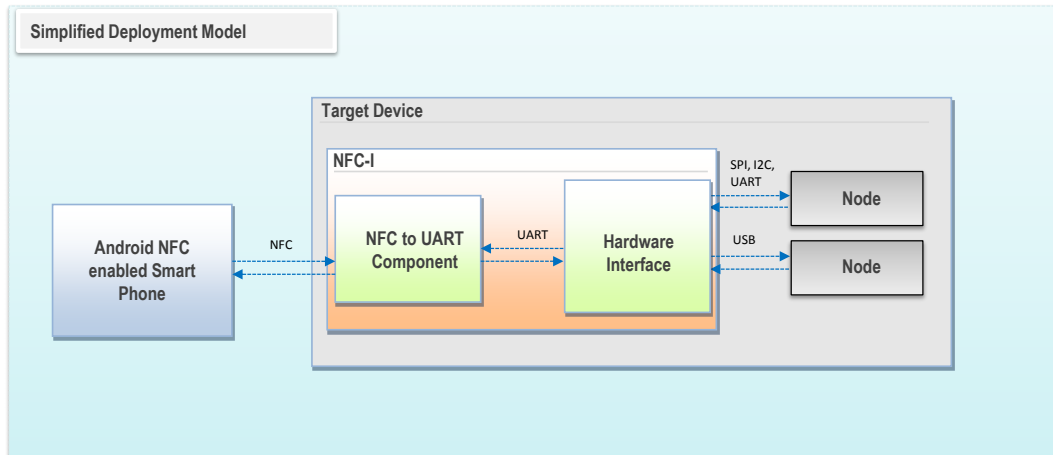 Simplified Deployment Model
Target Device
NFC-I
SPI, I2C,
UART
Node
Android NFC
enabled Smart
Phone
NFC
NFC to UART
Component
UART
Hardware
Interface
USB
Node